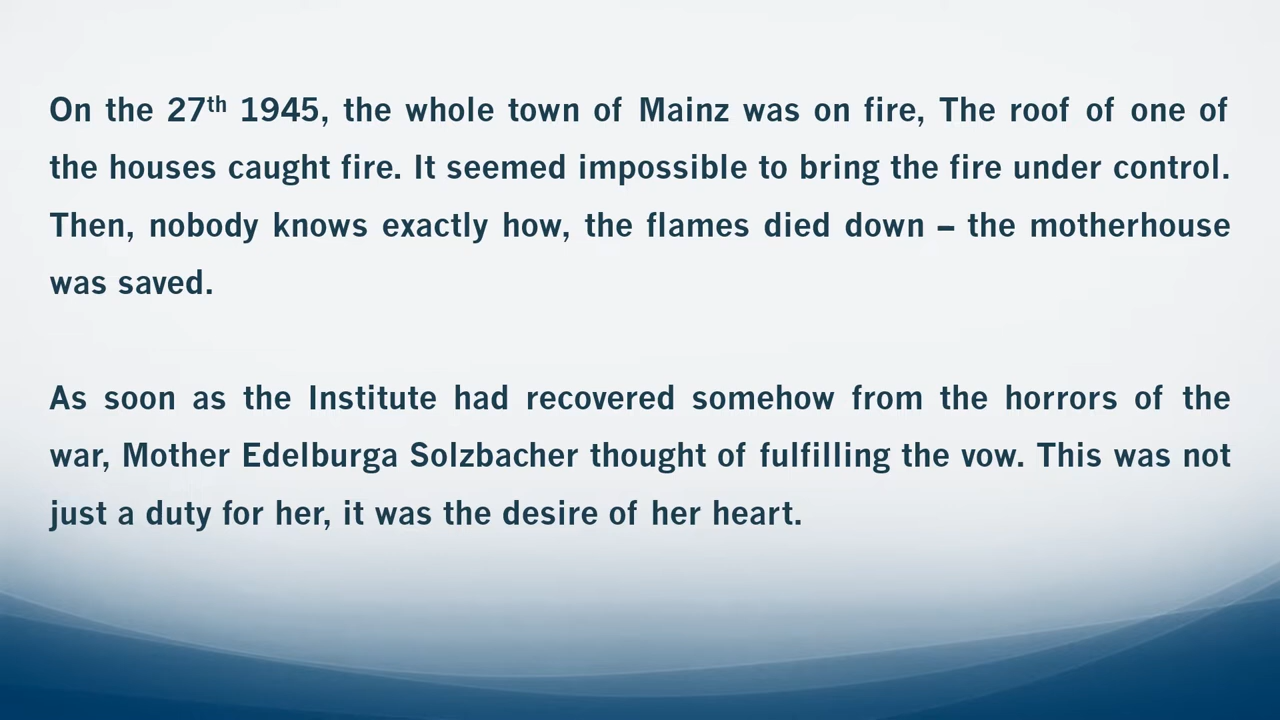 On the 27th 1945, the whole town of Mainz was on fire, The roof of one of
the houses caught fire. It seemed impossible to bring the fire under control.
Then, nobody knows exactly how, the flames died down – the motherhouse
was saved.
As soon as the Institute had recovered somehow from the horrors of the
war, Mother Edelburga Solzbacher thought of fulfilling the vow. This was not
just a duty for her, it was the desire of her heart.